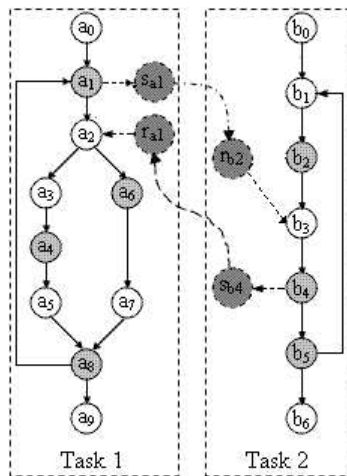 a0 b0
a1 sa1 b1
a2 ra1 rb2 b2
a3 a6 b3
a4 sb4 b4
a5 a7 b5
a8
a9 b6
Task 1 Task 2